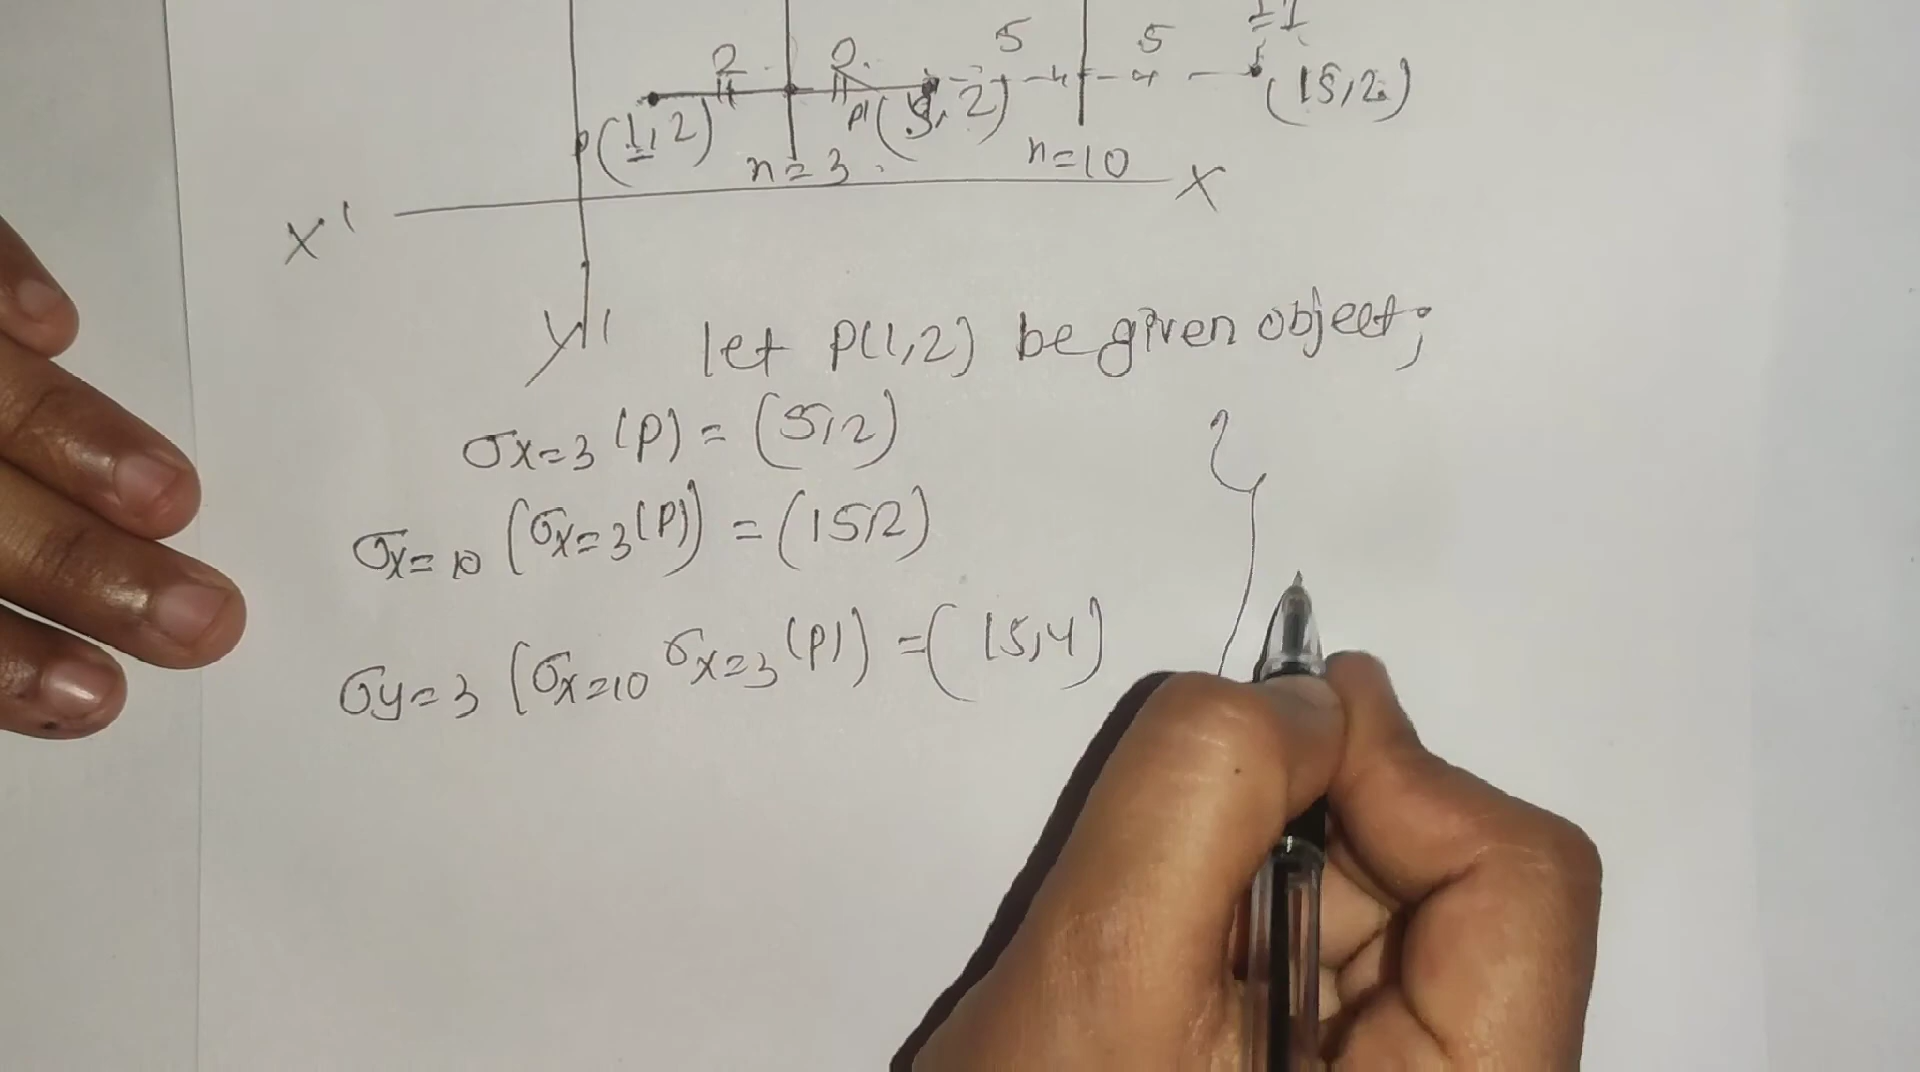 2 2 5 5
P(1,2) P'(5,2) (15,2)
x=3 x=10
X' X
Y'
let P(1,2) be given object;
σx=3 (P) = (5,2)
σx=10 (σx=3(P)) = (15,2)
σy=3 (σx=10 σx=3 (P)) = (15,4)